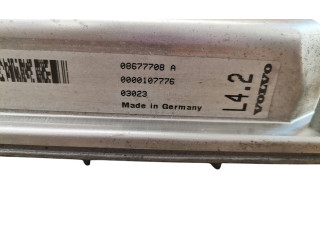 08677708 A
0000107776
03023
Made in Germany
L4.2
VOLVO